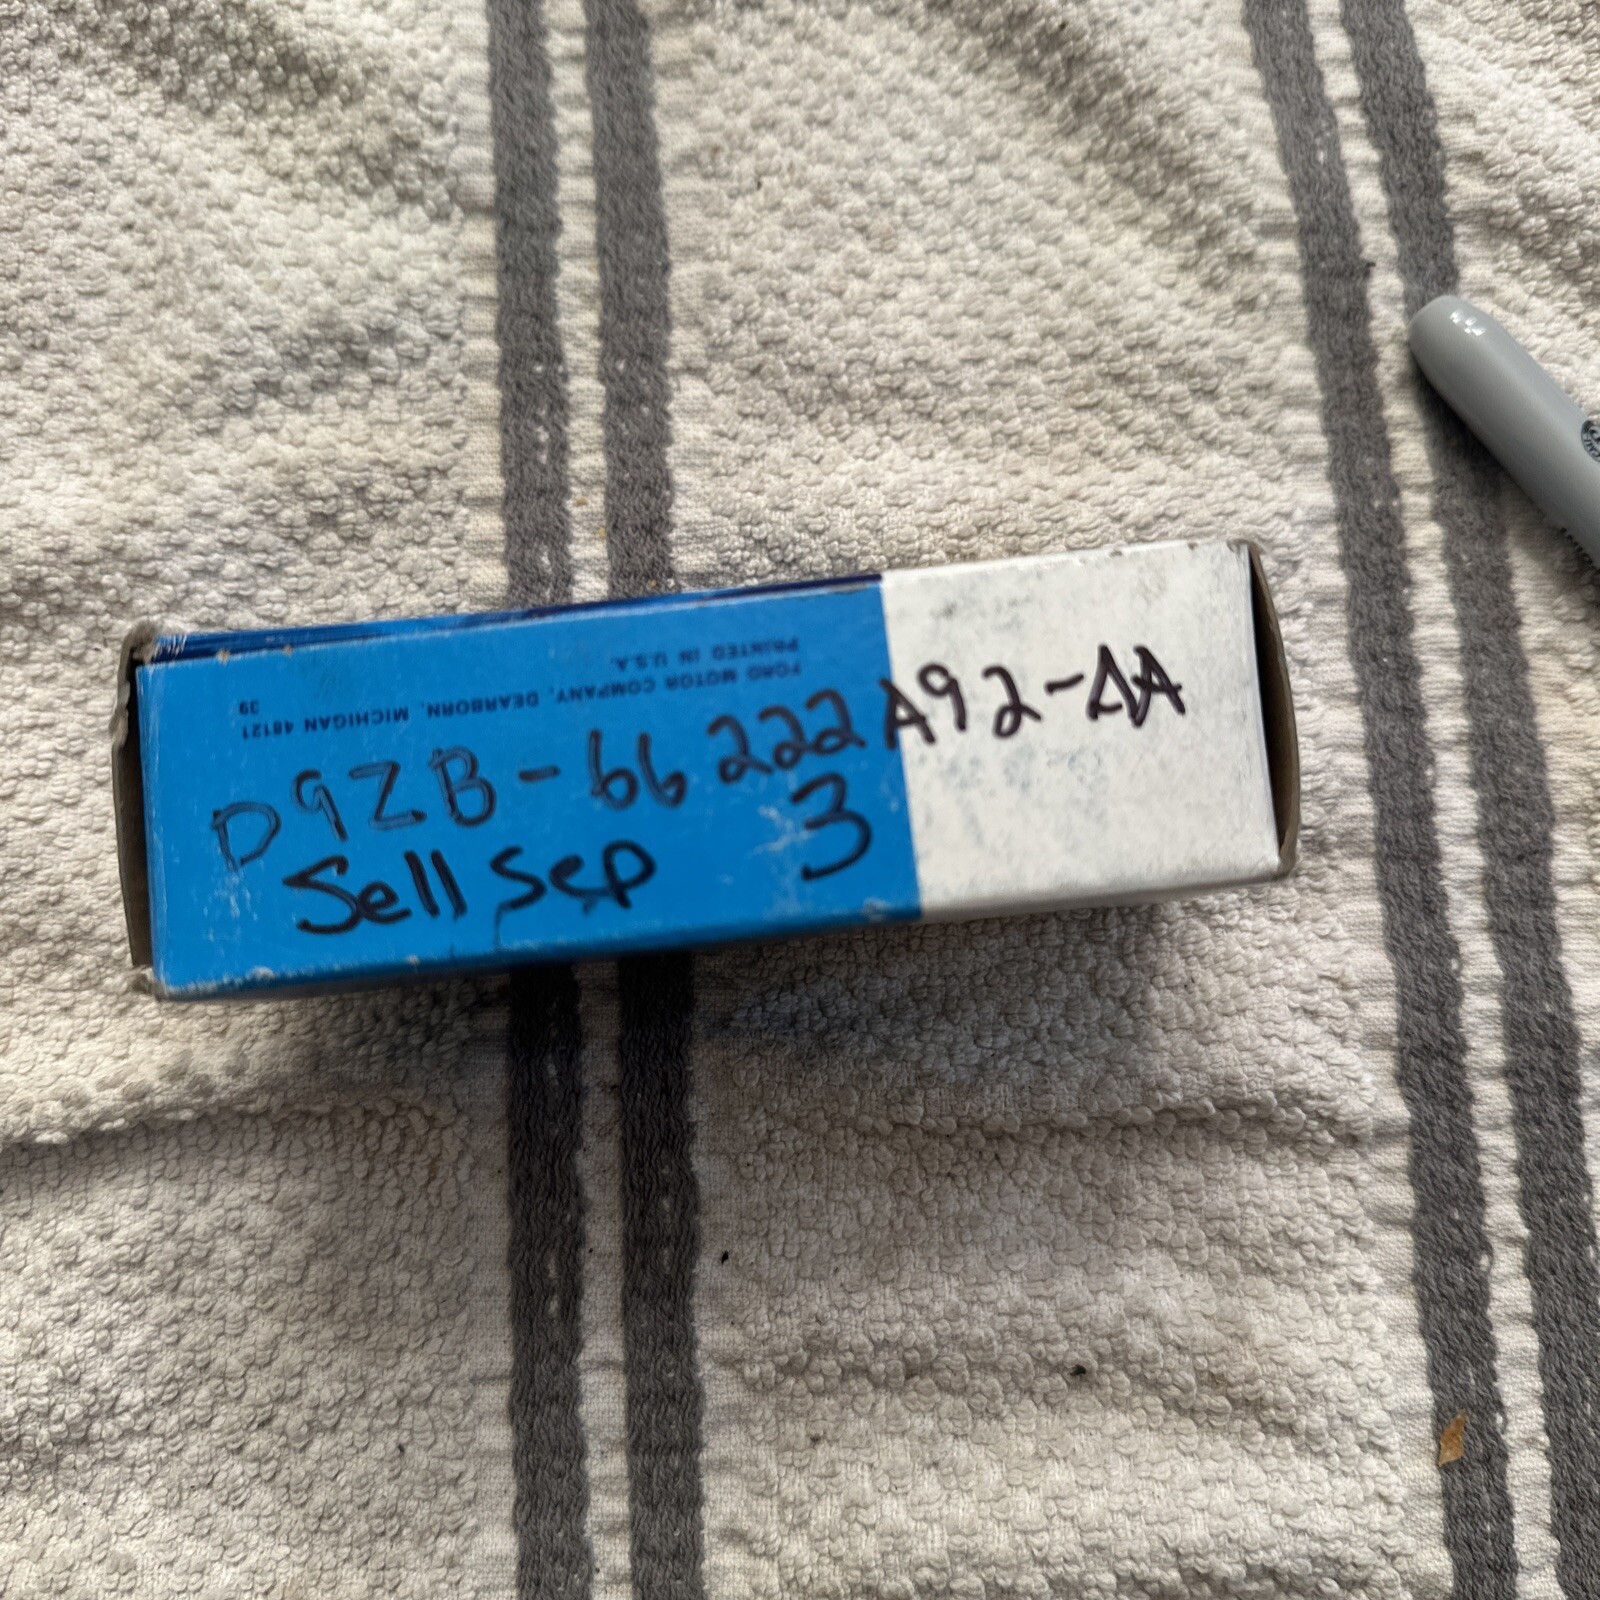 D9ZB-66222A92-AA
Sell Sep 3
FORD MOTOR COMPANY, DEARBORN, MICHIGAN 48121
PRINTED IN U.S.A.
39